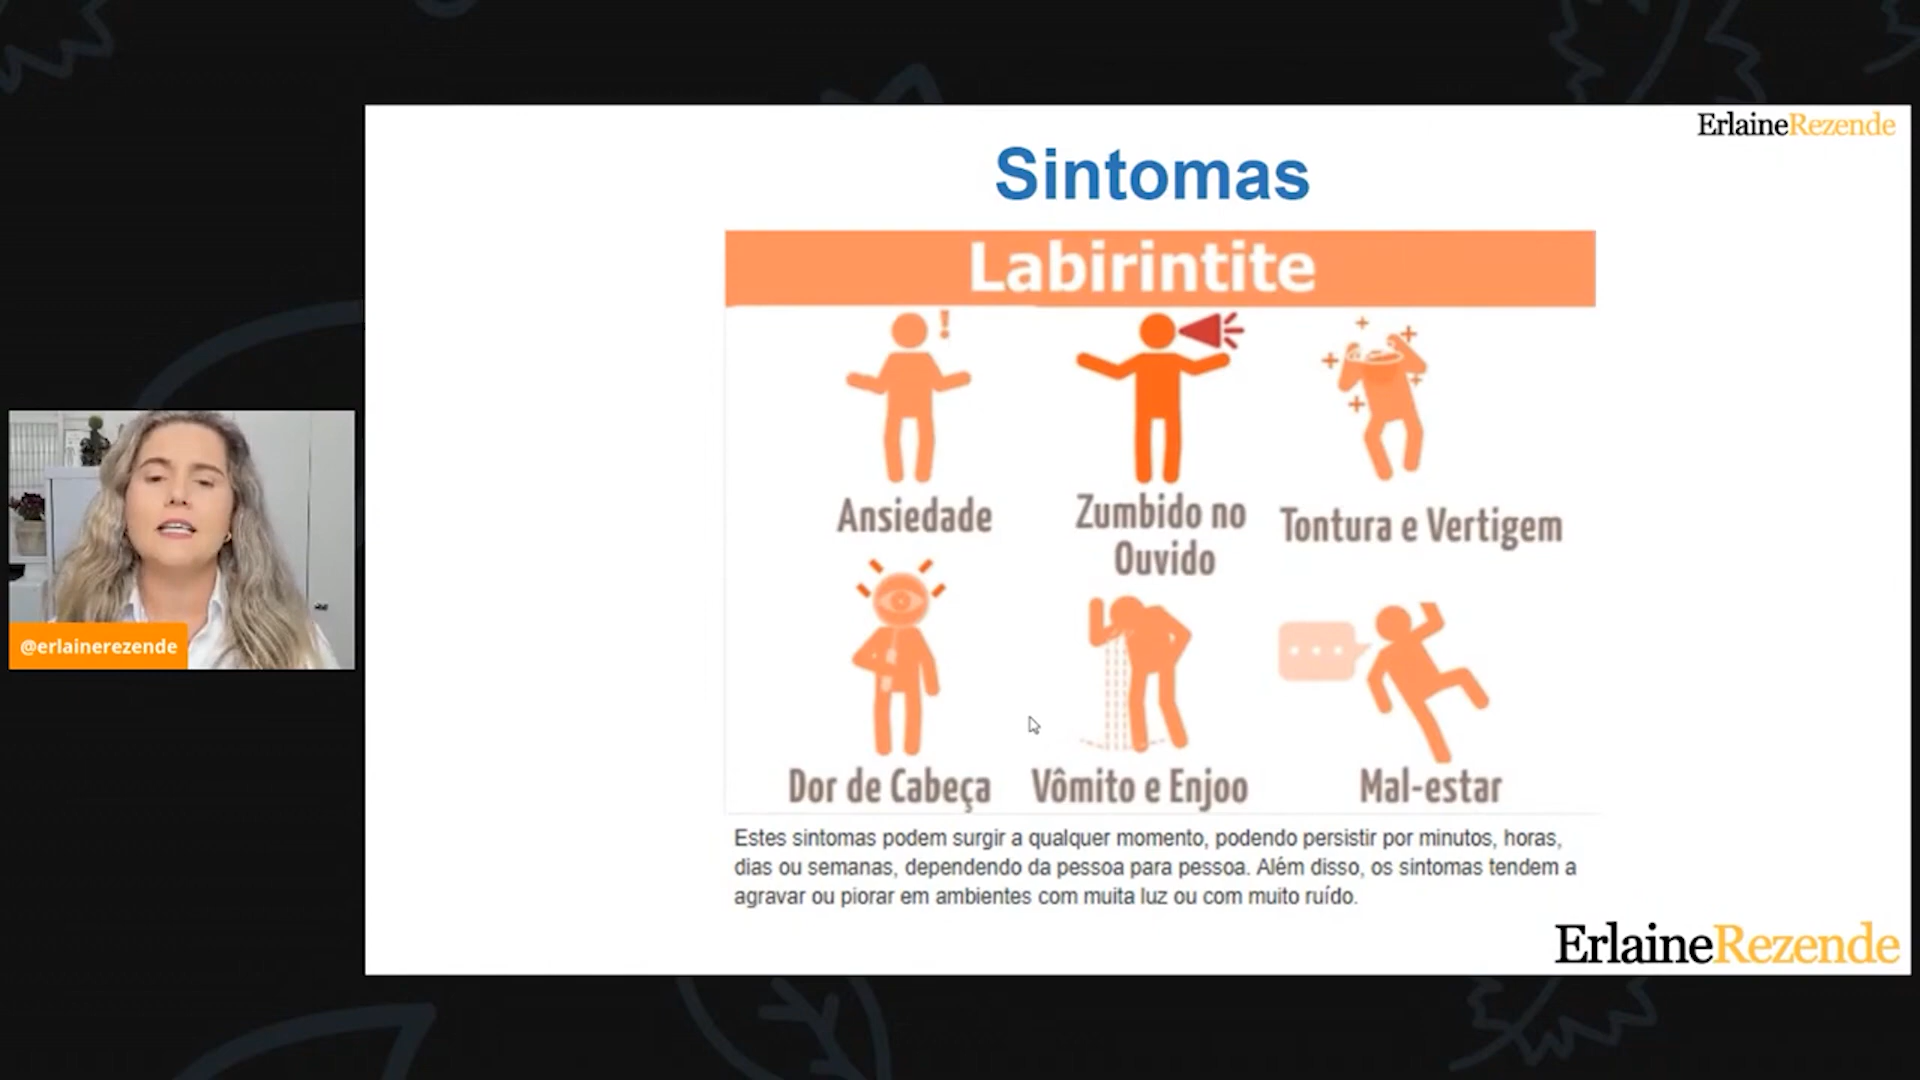 ErlaineRezende
Sintomas
Labirintite
Ansiedade
Zumbido no
Ouvido
Tontura e Vertigem
Dor de Cabeça
Vômito e Enjoo
Mal-estar
@erlainerezende
Estes sintomas podem surgir a qualquer momento, podendo persistir por minutos, horas,
dias ou semanas, dependendo da pessoa para pessoa. Além disso, os sintomas tendem a
agravar ou piorar em ambientes com muita luz ou com muito ruído.
ErlaineRezende